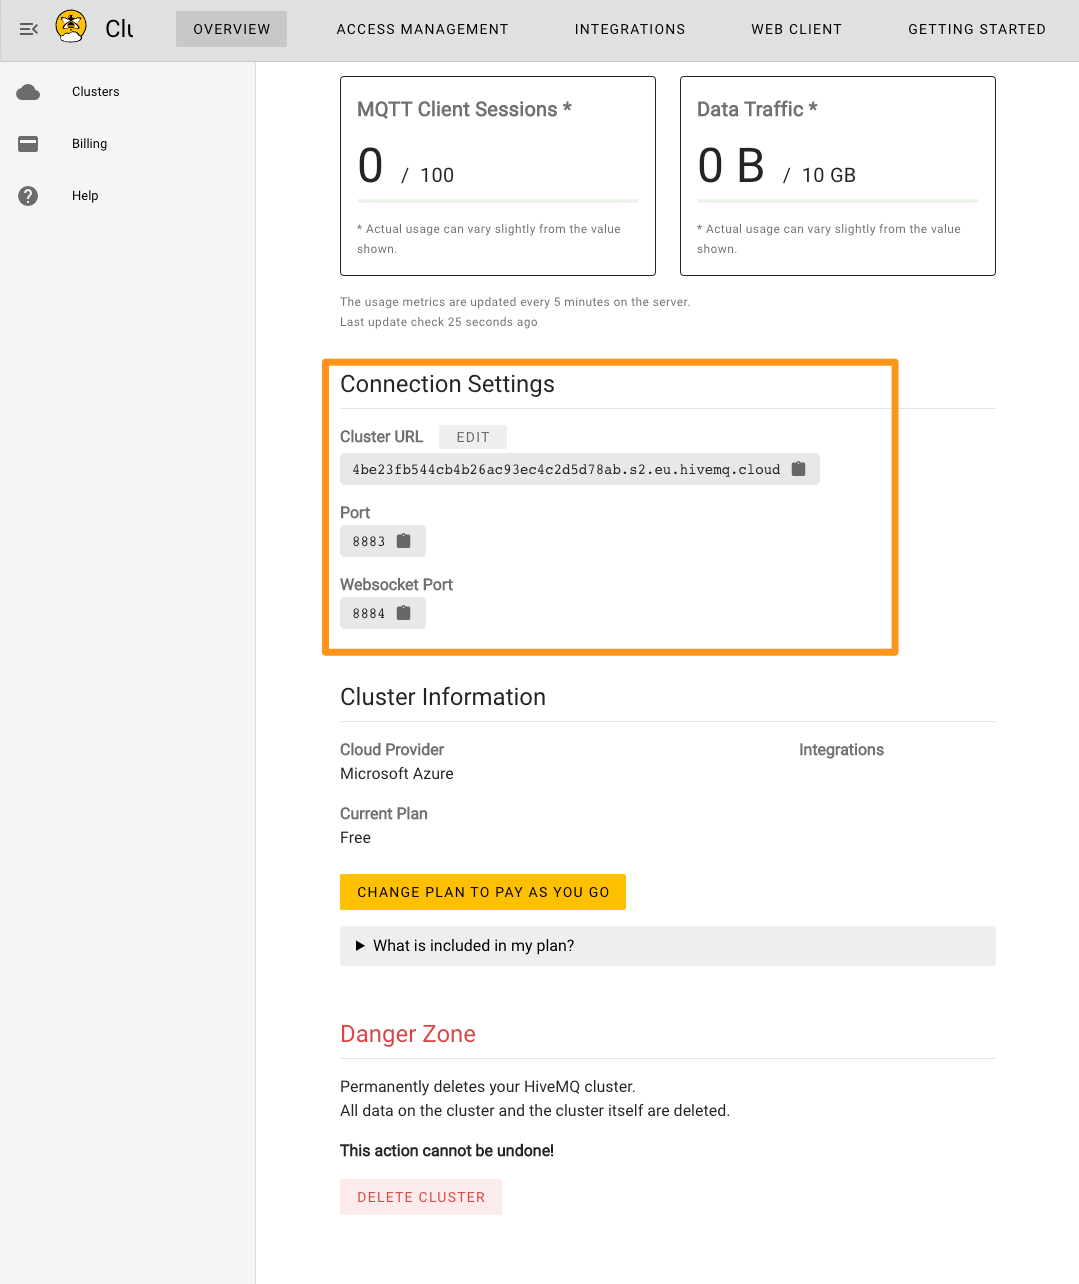 Clu
OVERVIEW
ACCESS MANAGEMENT
INTEGRATIONS
WEB CLIENT
GETTING STARTED
Clusters
Billing
Help
MQTT Client Sessions *
0 / 100
* Actual usage can vary slightly from the value
shown.
Data Traffic *
0 B / 10 GB
* Actual usage can vary slightly from the value
shown.
The usage metrics are updated every 5 minutes on the server.
Last update check 25 seconds ago
Connection Settings
Cluster URL EDIT
4be23fb544cb4b26ac93ec4c2d5d78ab.s2.eu.hivemq.cloud
Port
8883
Websocket Port
8884
Cluster Information
Cloud Provider
Microsoft Azure
Integrations
Current Plan
Free
CHANGE PLAN TO PAY AS YOU GO
What is included in my plan?
Danger Zone
Permanently deletes your HiveMQ cluster.
All data on the cluster and the cluster itself are deleted.
This action cannot be undone!
DELETE CLUSTER